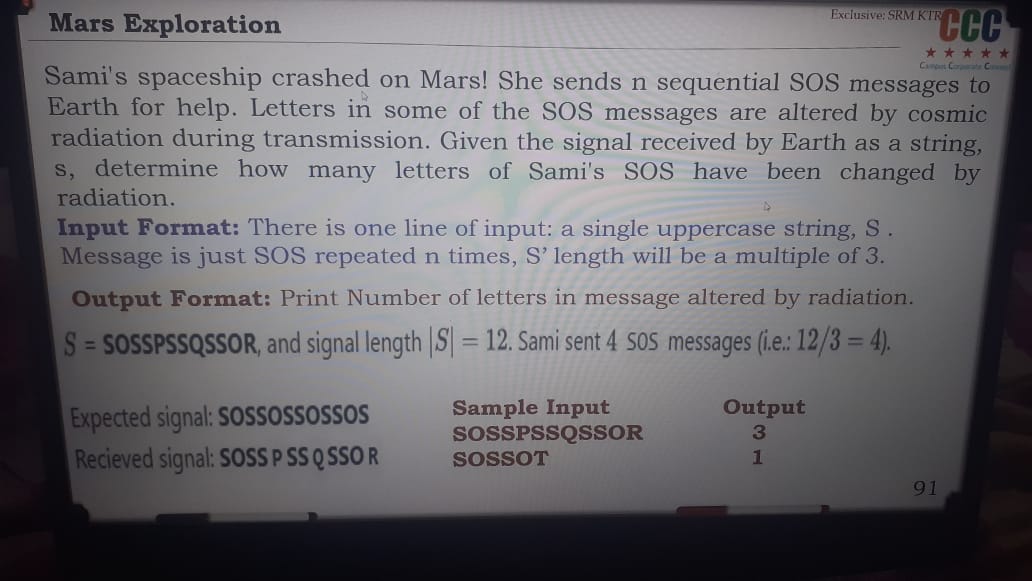 Mars Exploration
Exclusive: SRM KTR
CCC
Campus Corporate Connect
Sami's spaceship crashed on Mars! She sends n sequential SOS messages to
Earth for help. Letters in some of the SOS messages are altered by cosmic
radiation during transmission. Given the signal received by Earth as a string,
s, determine how many letters of Sami's SOS have been changed by
radiation.
Input Format: There is one line of input: a single uppercase string, S .
Message is just SOS repeated n times, S’ length will be a multiple of 3.
Output Format: Print Number of letters in message altered by radiation.
S = SOSSPSSQSSOR, and signal length |S| = 12. Sami sent 4 SOS messages (i.e.: 12/3 = 4).
Expected signal: SOSSOSSOSSOS
Recieved signal: SOSS P SS Q SSO R
Sample Input Output
SOSSPSSQSSOR 3
SOSSOT 1
91